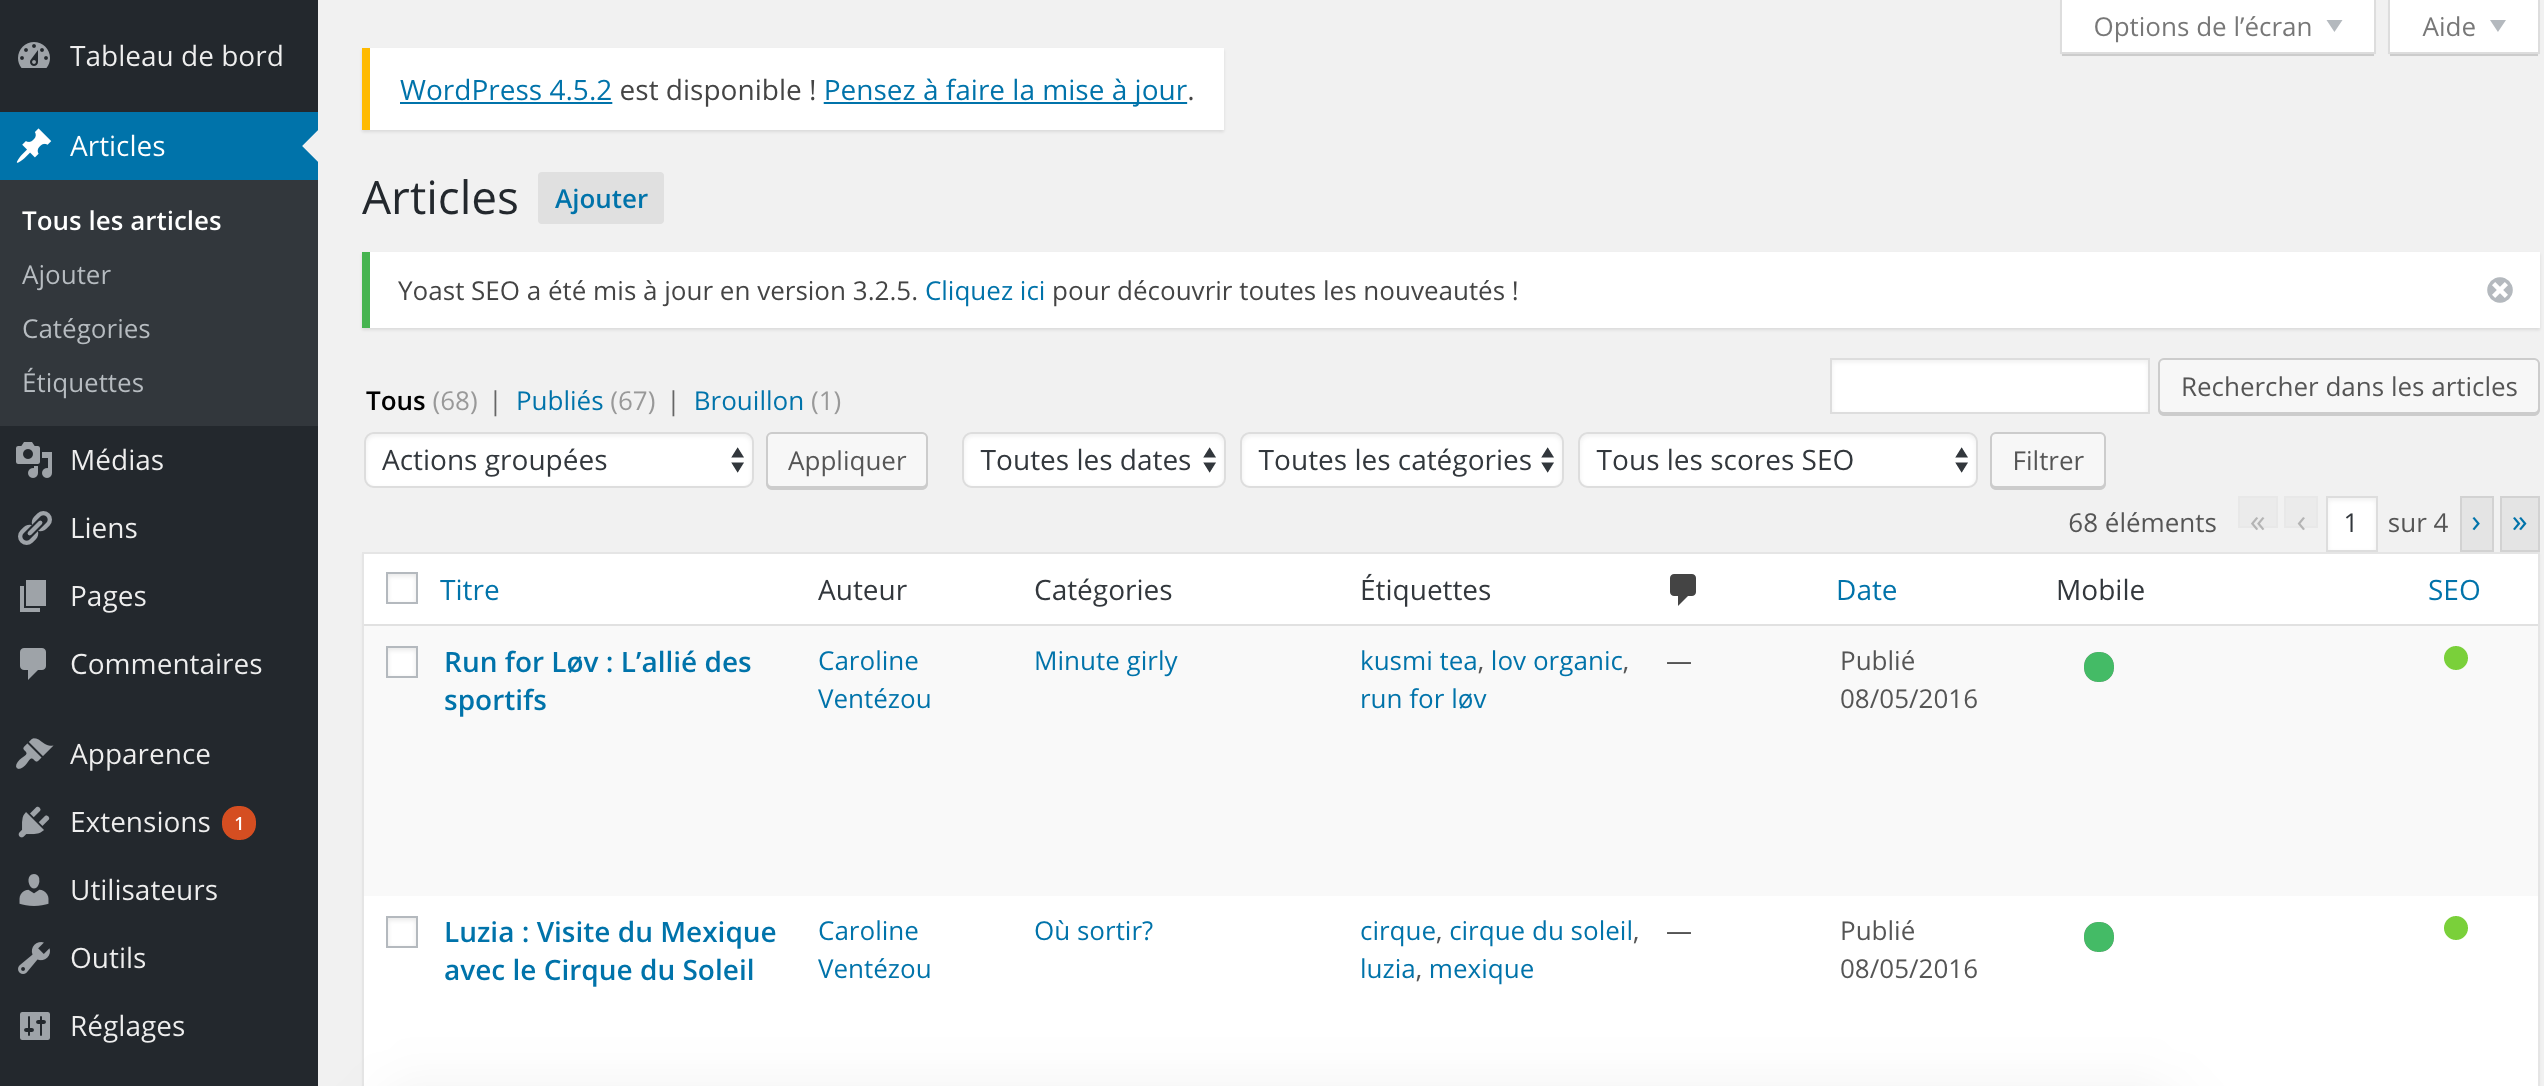 Tableau de bord
Articles
Tous les articles
Ajouter
Catégories
Étiquettes
Médias
Liens
Pages
Commentaires
Apparence
Extensions 1
Utilisateurs
Outils
Réglages
Options de l’écran
Aide
WordPress 4.5.2 est disponible ! Pensez à faire la mise à jour.
Articles Ajouter
Yoast SEO a été mis à jour en version 3.2.5. Cliquez ici pour découvrir toutes les nouveautés !
Tous (68) | Publiés (67) | Brouillon (1)
Rechercher dans les articles
Actions groupées Appliquer Toutes les dates Toutes les catégories Tous les scores SEO Filtrer
68 éléments « ‹ 1 sur 4 › »
Titre Auteur Catégories Étiquettes Date Mobile SEO
Run for Løv : L’allié des Caroline Minute girly kusmi tea, lov organic, — Publié
sportifs Ventézou run for løv 08/05/2016
Luzia : Visite du Mexique Caroline Où sortir? cirque, cirque du soleil, — Publié
avec le Cirque du Soleil Ventézou luzia, mexique 08/05/2016